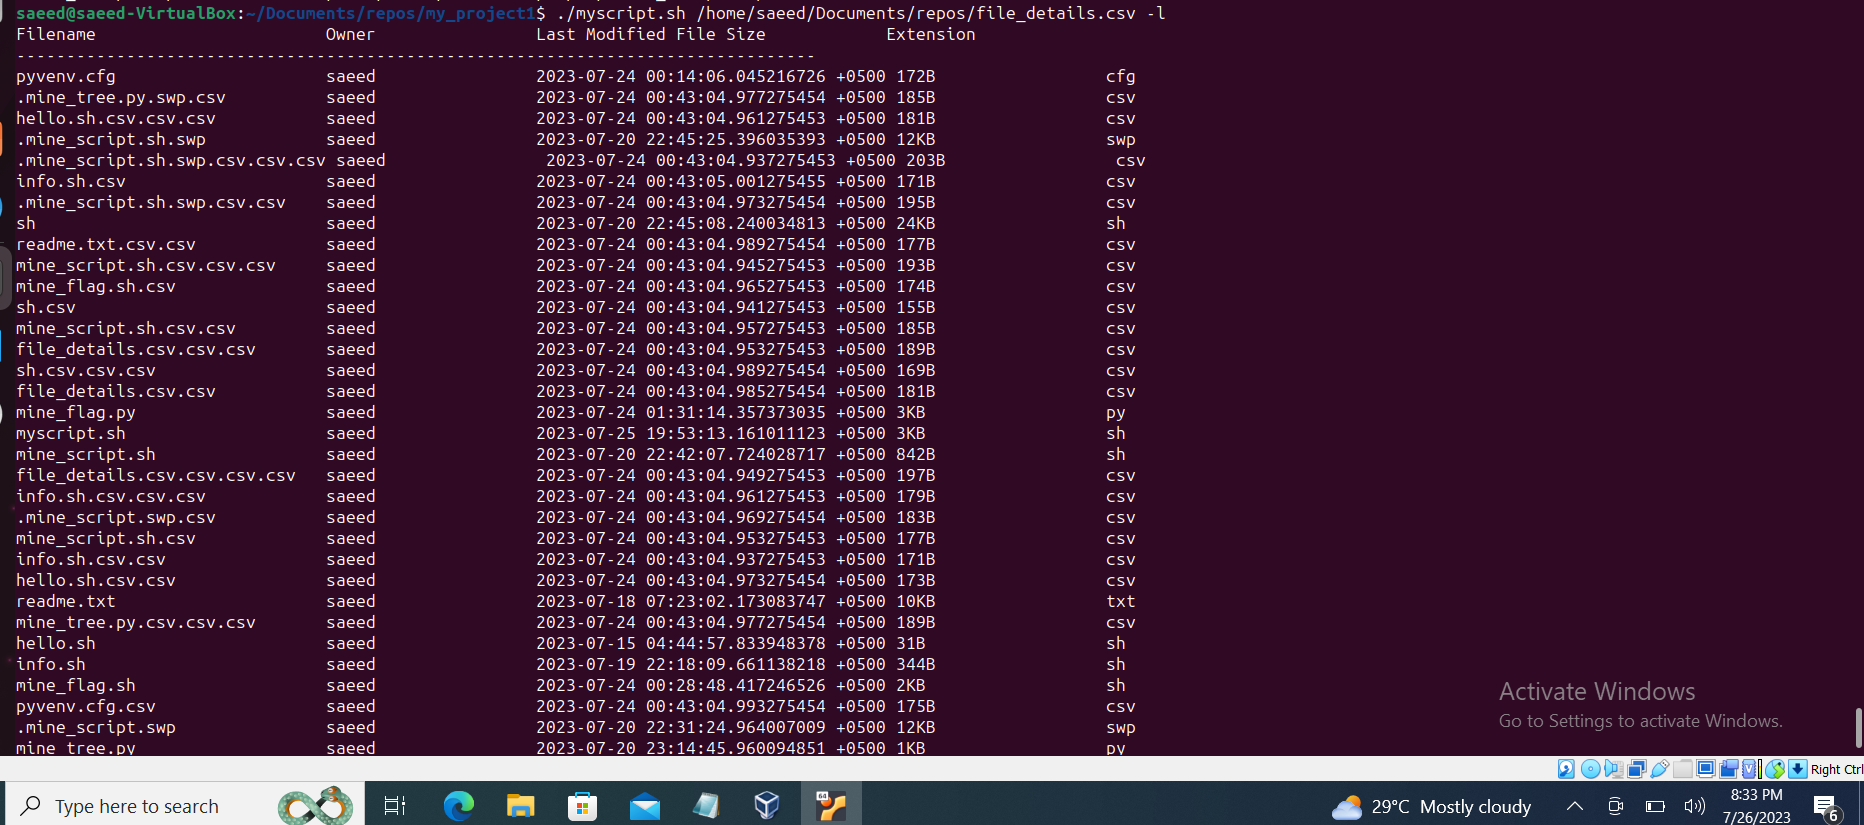 saeed@saeed-VirtualBox:~/Documents/repos/my_project1$ ./myscript.sh /home/saeed/Documents/repos/file_details.csv -l
Filename Owner Last Modified File Size Extension
--------------------------------------------------------------------------------
pyvenv.cfg saeed 2023-07-24 00:14:06.045216726 +0500 172B cfg
.mine_tree.py.swp.csv saeed 2023-07-24 00:43:04.977275454 +0500 185B csv
hello.sh.csv.csv.csv saeed 2023-07-24 00:43:04.961275453 +0500 181B csv
.mine_script.sh.swp saeed 2023-07-20 22:45:25.396035393 +0500 12KB swp
.mine_script.sh.swp.csv.csv.csv saeed 2023-07-24 00:43:04.937275453 +0500 203B csv
info.sh.csv saeed 2023-07-24 00:43:05.001275455 +0500 171B csv
.mine_script.sh.swp.csv.csv saeed 2023-07-24 00:43:04.973275454 +0500 195B csv
sh saeed 2023-07-20 22:45:08.240034813 +0500 24KB sh
readme.txt.csv.csv saeed 2023-07-24 00:43:04.989275454 +0500 177B csv
mine_script.sh.csv.csv.csv saeed 2023-07-24 00:43:04.945275453 +0500 193B csv
mine_flag.sh.csv saeed 2023-07-24 00:43:04.965275453 +0500 174B csv
sh.csv saeed 2023-07-24 00:43:04.941275453 +0500 155B csv
mine_script.sh.csv.csv saeed 2023-07-24 00:43:04.957275453 +0500 185B csv
file_details.csv.csv.csv saeed 2023-07-24 00:43:04.953275453 +0500 189B csv
sh.csv.csv.csv saeed 2023-07-24 00:43:04.989275454 +0500 169B csv
file_details.csv.csv saeed 2023-07-24 00:43:04.985275454 +0500 181B csv
mine_flag.py saeed 2023-07-24 01:31:14.357373035 +0500 3KB py
myscript.sh saeed 2023-07-25 19:53:13.161011123 +0500 3KB sh
mine_script.sh saeed 2023-07-20 22:42:07.724028717 +0500 842B sh
file_details.csv.csv.csv.csv saeed 2023-07-24 00:43:04.949275453 +0500 197B csv
info.sh.csv.csv.csv saeed 2023-07-24 00:43:04.961275453 +0500 179B csv
.mine_script.swp.csv saeed 2023-07-24 00:43:04.969275454 +0500 183B csv
mine_script.sh.csv saeed 2023-07-24 00:43:04.953275453 +0500 177B csv
info.sh.csv.csv saeed 2023-07-24 00:43:04.937275453 +0500 171B csv
hello.sh.csv.csv saeed 2023-07-24 00:43:04.973275454 +0500 173B csv
readme.txt saeed 2023-07-18 07:23:02.173083747 +0500 10KB txt
mine_tree.py.csv.csv.csv saeed 2023-07-24 00:43:04.977275454 +0500 189B csv
hello.sh saeed 2023-07-15 04:44:57.833948378 +0500 31B sh
info.sh saeed 2023-07-19 22:18:09.661138218 +0500 344B sh
mine_flag.sh saeed 2023-07-24 00:28:48.417246526 +0500 2KB sh
pyvenv.cfg.csv saeed 2023-07-24 00:43:04.993275454 +0500 175B csv
.mine_script.swp saeed 2023-07-20 22:31:24.964007009 +0500 12KB swp
mine_tree.py saeed 2023-07-20 23:14:45.960094851 +0500 1KB py
Activate Windows
Go to Settings to activate Windows.
Right Ctrl
Type here to search
64
29°C Mostly cloudy
8:33 PM
7/26/2023
6